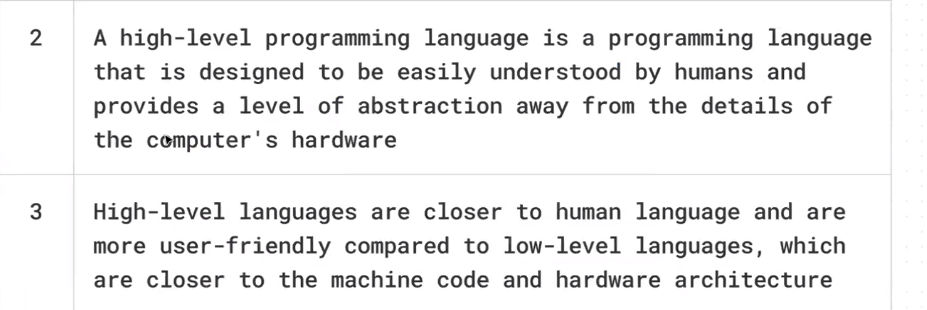 2
A high-level programming language is a programming language
that is designed to be easily understood by humans and
provides a level of abstraction away from the details of
the computer's hardware
3
High-level languages are closer to human language and are
more user-friendly compared to low-level languages, which
are closer to the machine code and hardware architecture